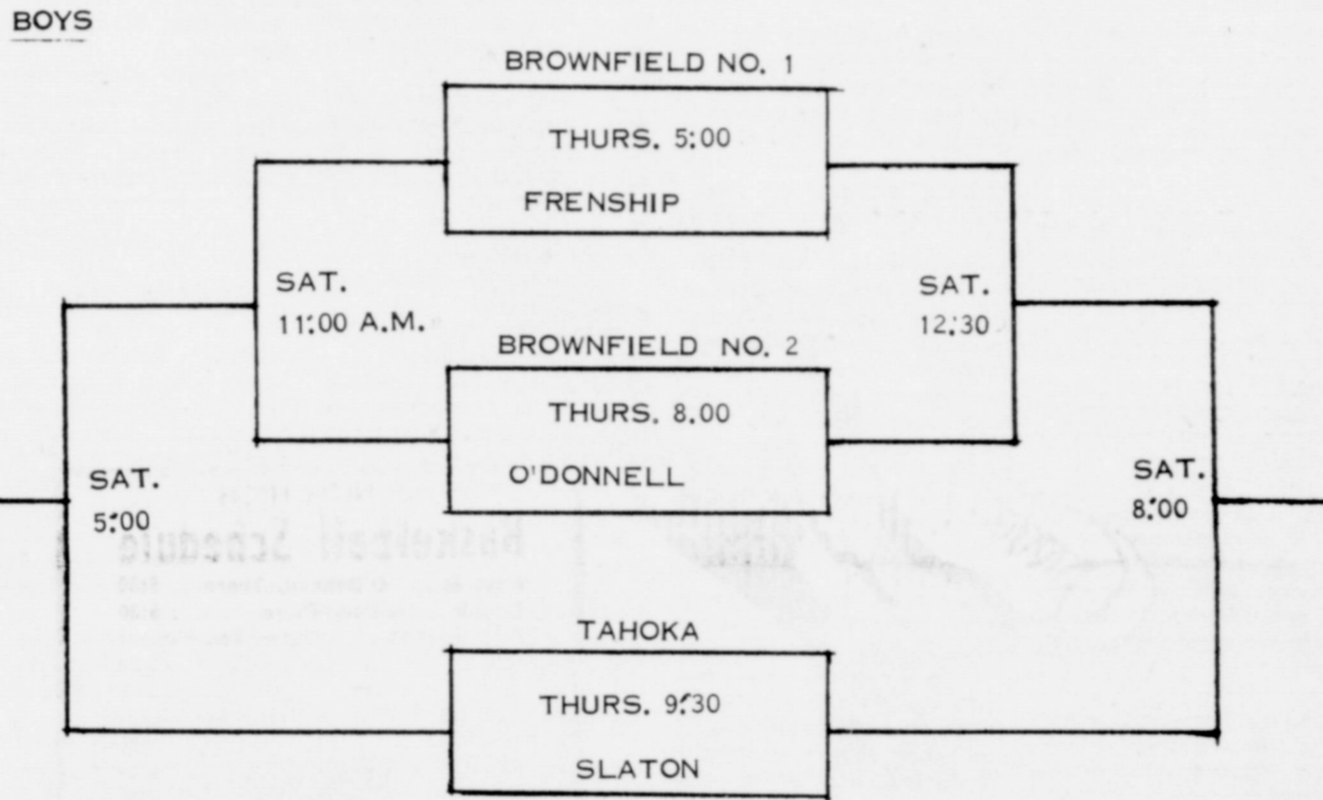 BOYS
BROWNFIELD NO. 1
THURS. 5:00
FRENSHIP
SAT.
11:00 A.M.
SAT.
12:30
BROWNFIELD NO. 2
THURS. 8.00
O'DONNELL
SAT.
5:00
SAT.
8:00
TAHOKA
THURS. 9:30
SLATON